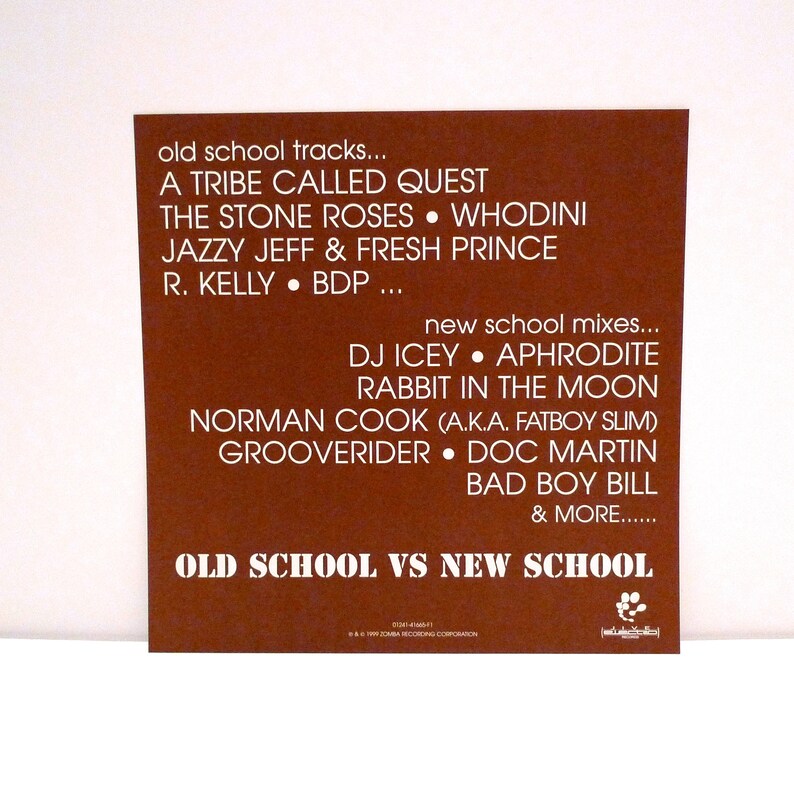 old school tracks...
A TRIBE CALLED QUEST
THE STONE ROSES • WHODINI
JAZZY JEFF & FRESH PRINCE
R. KELLY • BDP ...
new school mixes...
DJ ICEY • APHRODITE
RABBIT IN THE MOON
NORMAN COOK (A.K.A. FATBOY SLIM)
GROOVERIDER • DOC MARTIN
BAD BOY BILL
& MORE......
OLD SCHOOL VS NEW SCHOOL
01241-41665-F1
℗ & © 1999 ZOMBA RECORDING CORPORATION
JIVE
RECORDS